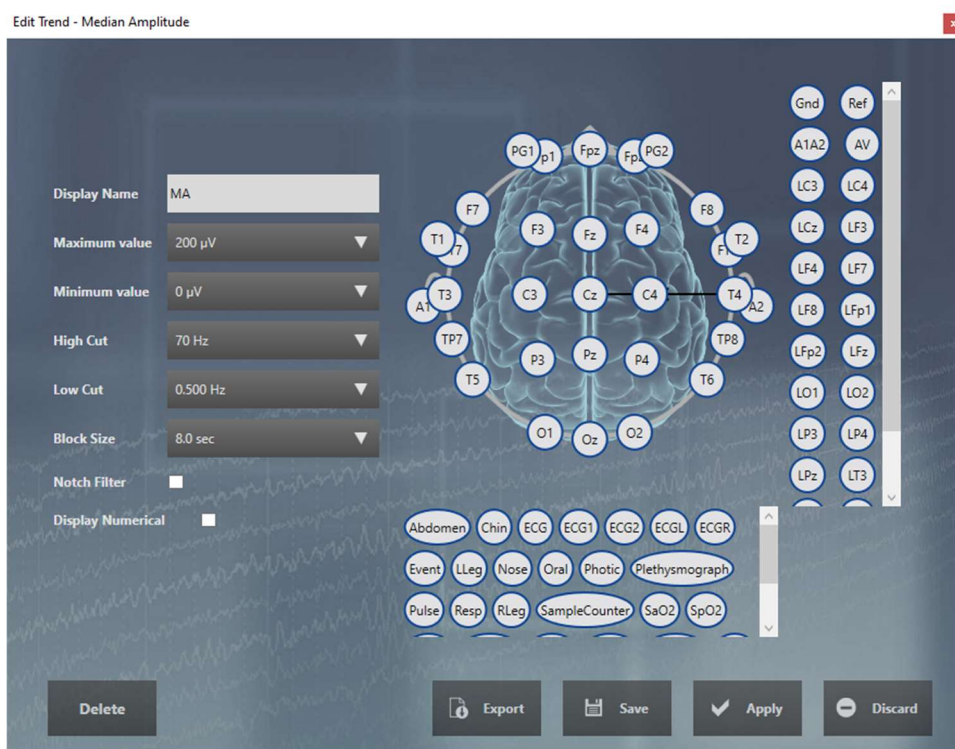 Edit Trend - Median Amplitude
Display Name MA
Maximum value 200 µV
Minimum value 0 µV
High Cut 70 Hz
Low Cut 0.500 Hz
Block Size 8.0 sec
Notch Filter
Display Numerical
PG1 Fpz PG2
F7 F8
F3 Fz F4
T1 T2
T3 C3 Cz C4 T4
A1 A2
TP7 TP8
P3 Pz P4
T5 T6
O1 Oz O2
Gnd Ref
A1A2 AV
LC3 LC4
LCz LF3
LF4 LF7
LF8 LFp1
LFp2 LFz
LO1 LO2
LP3 LP4
LPz LT3
Abdomen Chin ECG ECG1 ECG2 ECGL ECGR
Event LLeg Nose Oral Photic Plethysmograph
Pulse Resp RLeg SampleCounter SaO2 SpO2
Delete Export Save Apply Discard